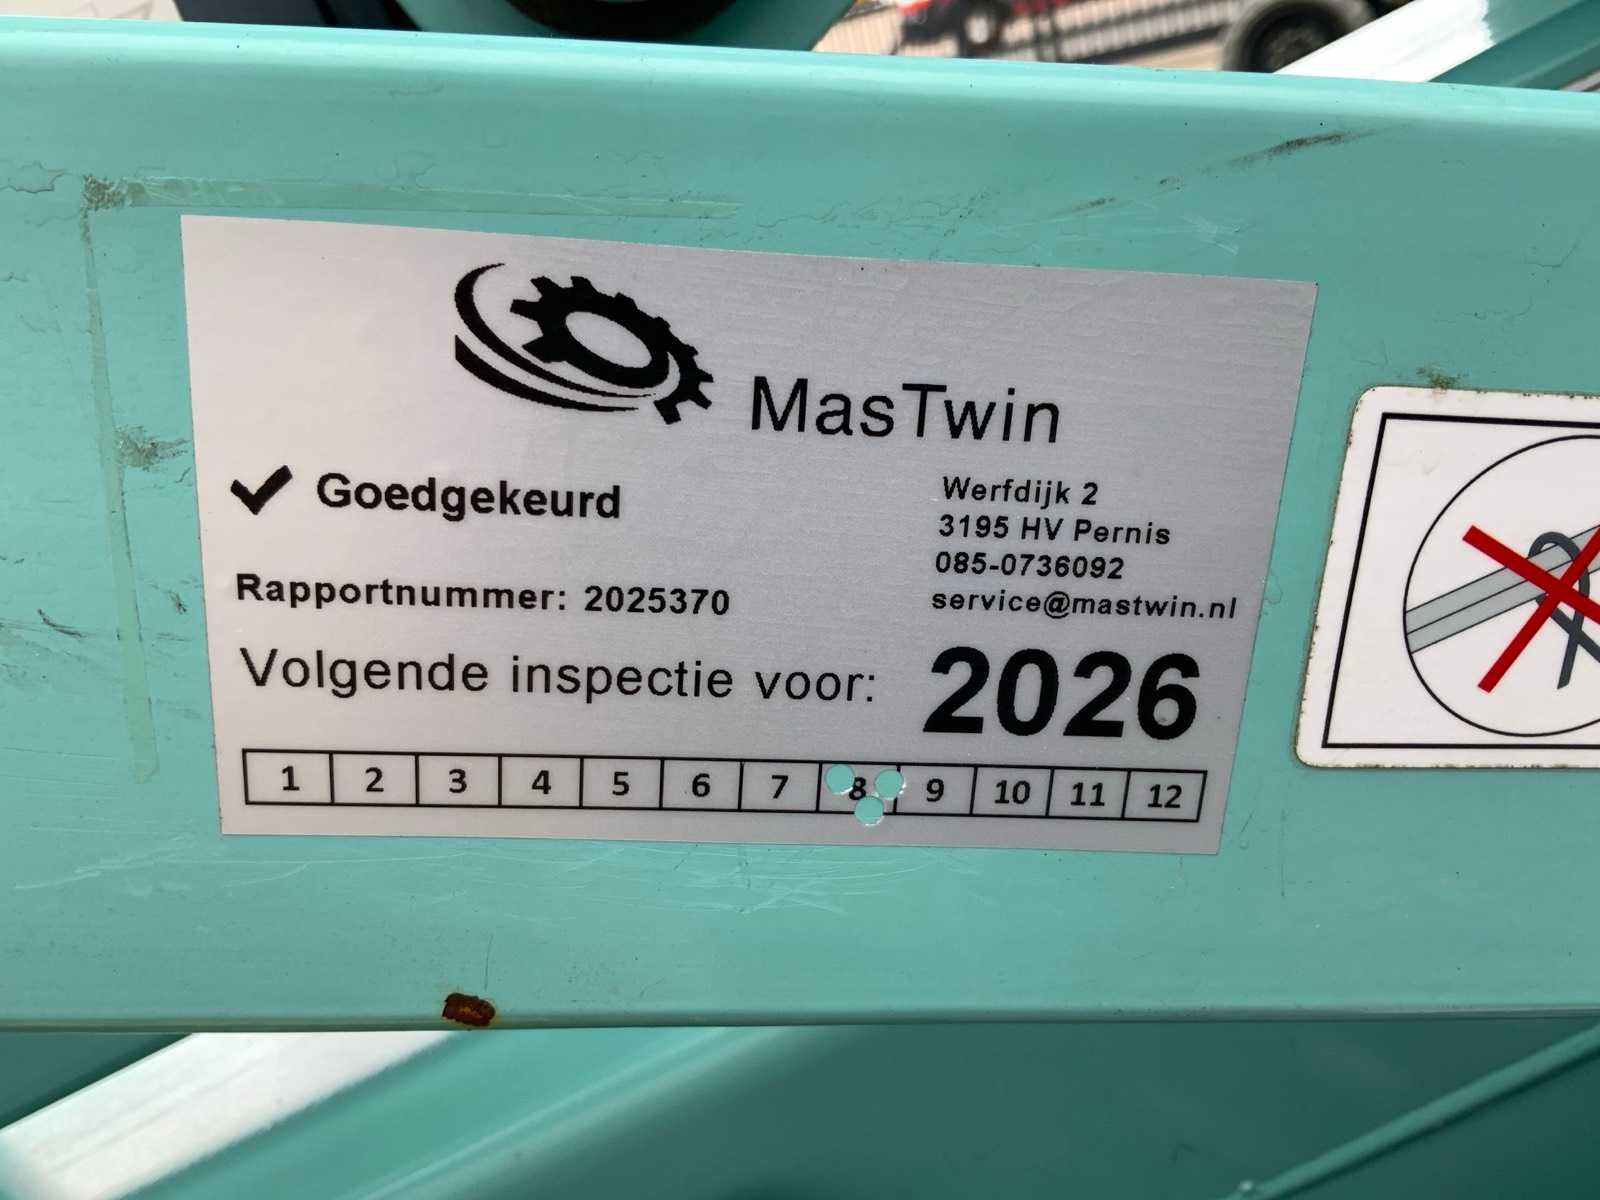 MasTwin
✓ Goedgekeurd
Werfdijk 2
3195 HV Pernis
085-0736092
service@mastwin.nl
Rapportnummer: 2025370
Volgende inspectie voor: 2026
1 2 3 4 5 6 7 8 9 10 11 12